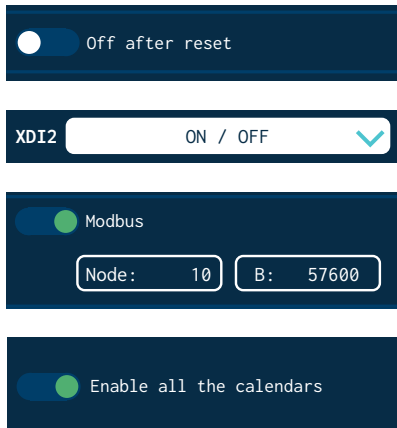 Off after reset
XDI2 ON / OFF
Modbus
Node: 10 B: 57600
Enable all the calendars